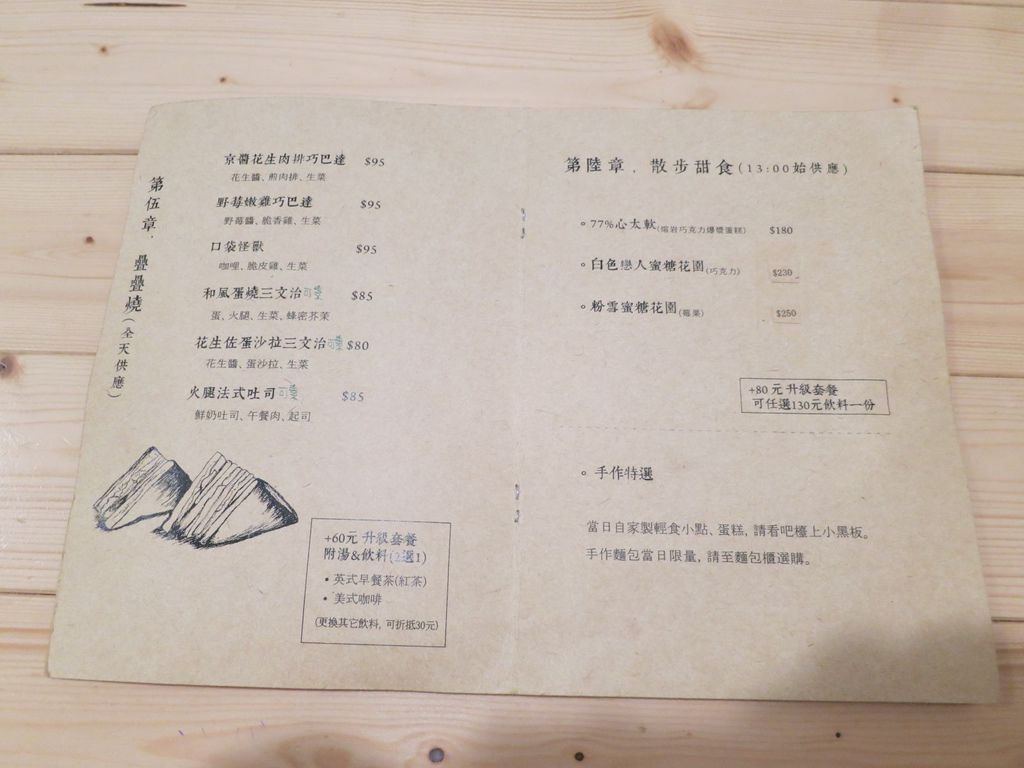 第伍章．疊疊燒(全天供應)
京醬花生肉排巧巴達 $95
花生醬、煎肉排、生菜
野莓嫩雞巧巴達 $95
野莓醬、脆香雞、生菜
口袋怪獸 $95
咖哩、脆皮雞、生菜
和風蛋燒三文治 $85
蛋、火腿、生菜、蜂密芥茉
花生佐蛋沙拉三文治 $80
花生醬、蛋沙拉、生菜
火腿法式吐司 $85
鮮奶吐司、午餐肉、起司
+60元 升級套餐
附湯&飲料(2選1)
• 英式早餐茶(紅茶)
• 美式咖啡
(更換其它飲料, 可折抵30元)
第陸章．散步甜食(13:00始供應)
。77%心太軟(熔岩巧克力爆漿蛋糕) $180
。白色戀人蜜糖花園(巧克力) $230
。粉雪蜜糖花園(莓果) $250
+80元 升級套餐
可任選130元飲料一份
。手作特選
當日自家製輕食小點、蛋糕, 請看吧檯上小黑板。
手作麵包當日限量, 請至麵包櫃選購。